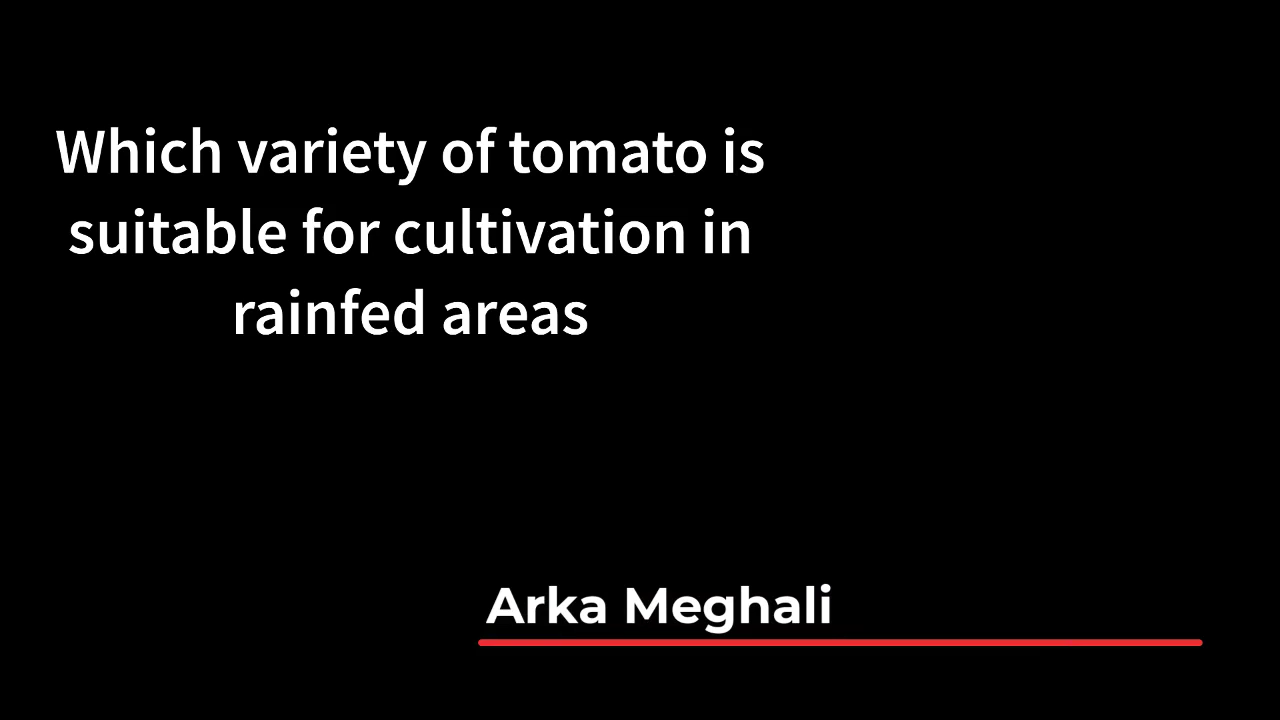 Which variety of tomato is
suitable for cultivation in
rainfed areas
Arka Meghali